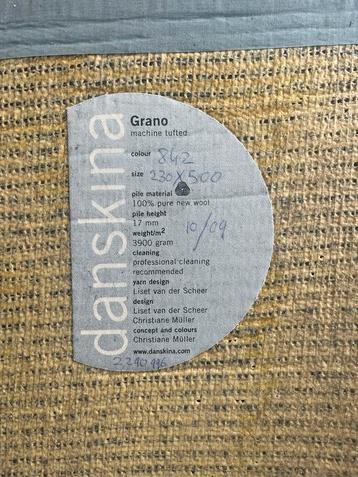 danskina
Grano
machine tufted
colour 842
size 230x500
pile material
100% pure new wool
pile height
17 mm 10/09
weight/m²
3900 gram
cleaning
professional cleaning
recommended
yarn design
Liset van der Scheer
design
Liset van der Scheer
Christiane Müller
concept and colours
Christiane Müller
www.danskina.com